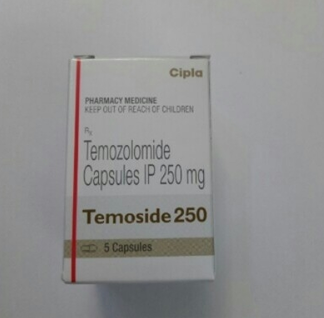 Cipla
PHARMACY MEDICINE
KEEP OUT OF REACH OF CHILDREN
Rx
Temozolomide
Capsules IP 250 mg
Temoside 250
5 Capsules